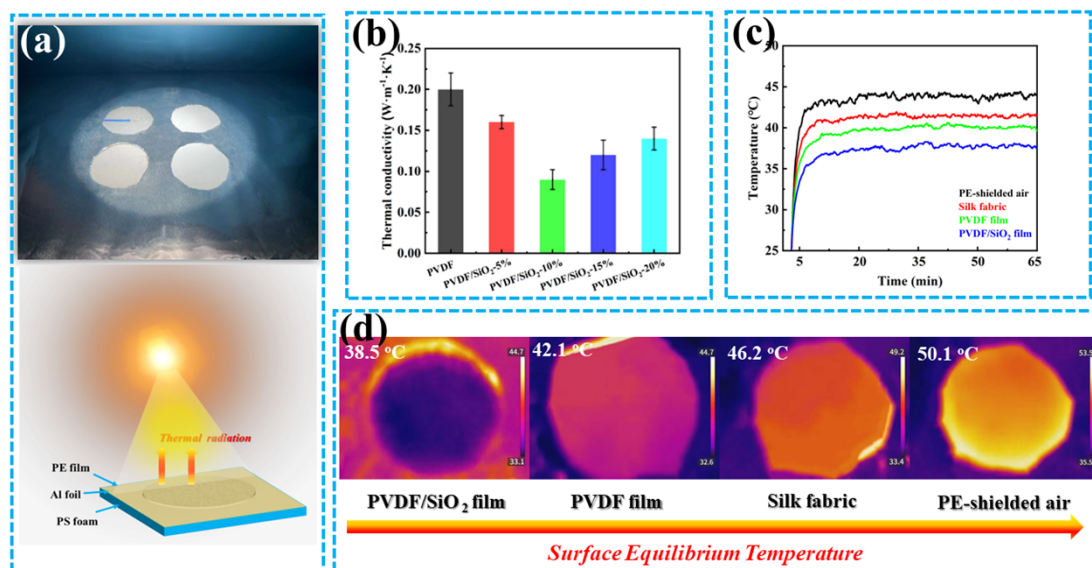 (a)
Thermal radiation
PE film
Al foil
PS foam
(b)
Thermal conductivity (W·m⁻¹·K⁻¹)
0.25
0.20
0.15
0.10
0.05
0.00
PVDF
PVDF/SiO₂-5%
PVDF/SiO₂-10%
PVDF/SiO₂-15%
PVDF/SiO₂-20%
(c)
Temperature (°C)
50
45
40
35
30
25
PE-shielded air
Silk fabric
PVDF film
PVDF/SiO₂ film
5 20 35 50 65
Time (min)
(d)
38.5 °C 42.1 °C 46.2 °C 50.1 °C
44.7 44.7 49.2 53.5
33.1 32.6 33.4 35.5
PVDF/SiO₂ film PVDF film Silk fabric PE-shielded air
Surface Equilibrium Temperature